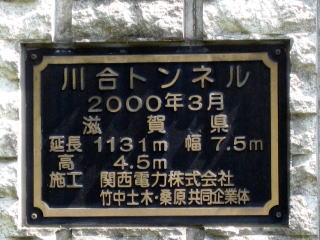 川合トンネル
2000年3月
滋賀県
延長 1131m 幅 7.5m
高 4.5m
施工 関西電力株式会社
竹中土木・桑原共同企業体